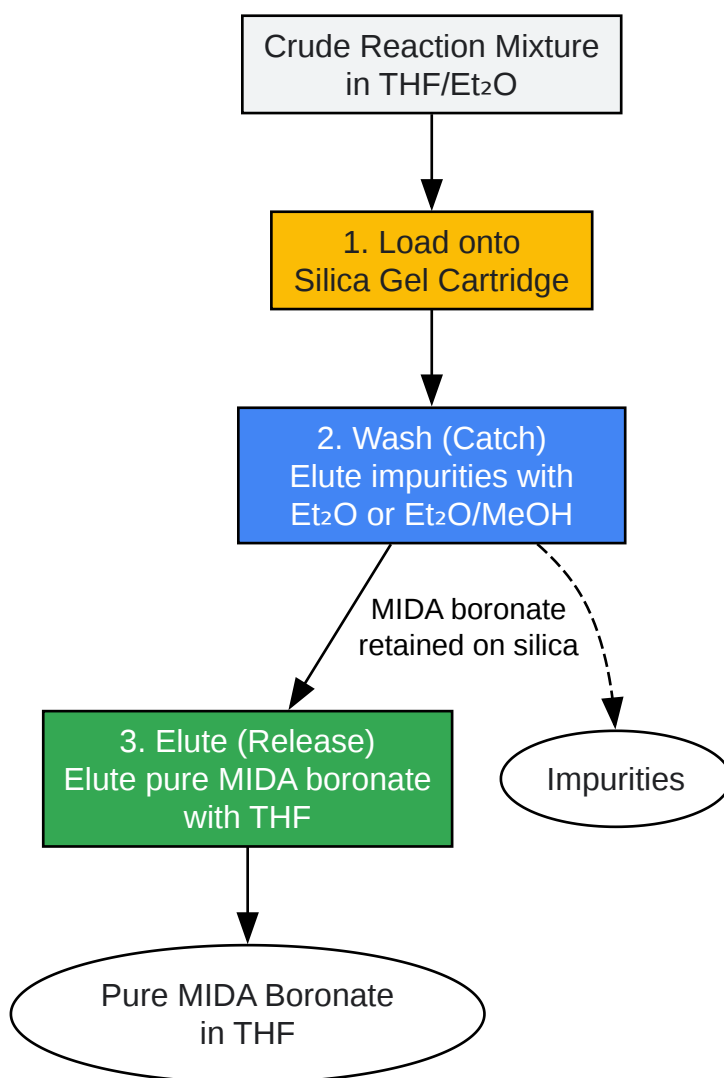 Crude Reaction Mixture
in THF/Et₂O
1. Load onto
Silica Gel Cartridge
2. Wash (Catch)
Elute impurities with
Et₂O or Et₂O/MeOH
MIDA boronate
retained on silica
3. Elute (Release)
Elute pure MIDA boronate
with THF
Impurities
Pure MIDA Boronate
in THF